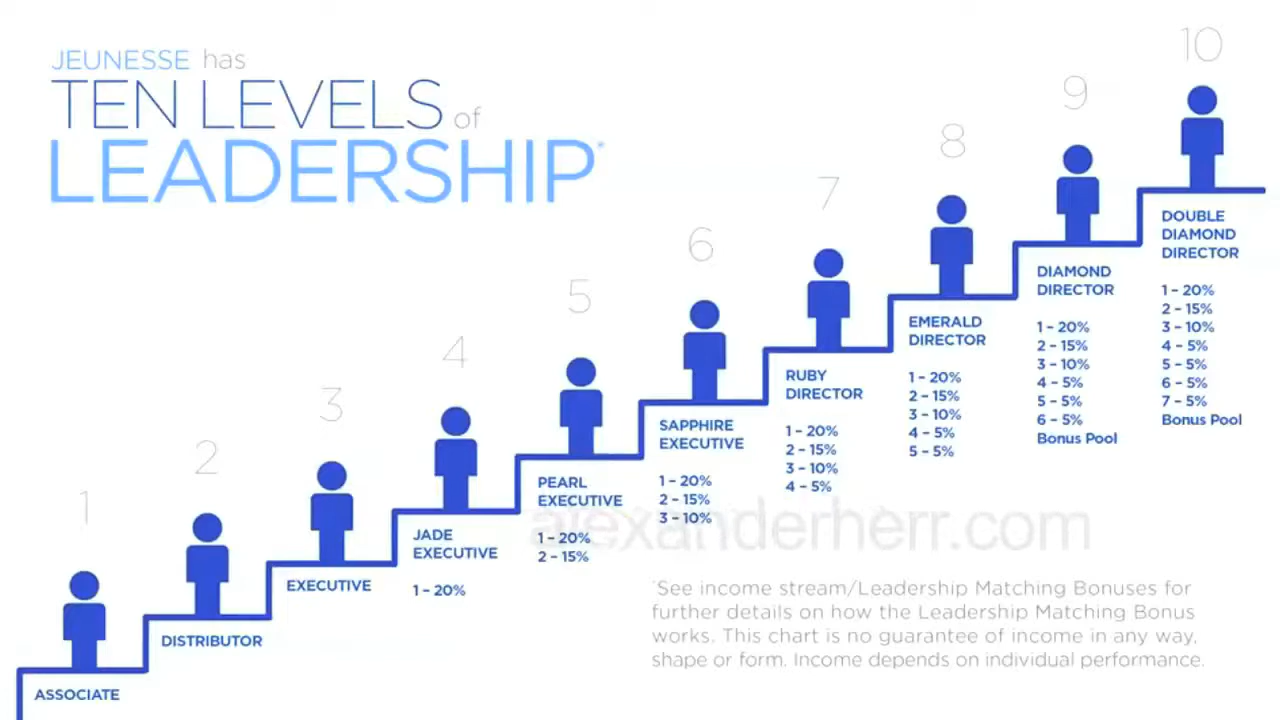 JEUNESSE has
TEN LEVELS of
LEADERSHIP*
1
ASSOCIATE
2
DISTRIBUTOR
3
EXECUTIVE
4
JADE
EXECUTIVE
1 – 20%
5
PEARL
EXECUTIVE
1 – 20%
2 – 15%
6
SAPPHIRE
EXECUTIVE
1 – 20%
2 – 15%
3 – 10%
7
RUBY
DIRECTOR
1 – 20%
2 – 15%
3 – 10%
4 – 5%
8
EMERALD
DIRECTOR
1 – 20%
2 – 15%
3 – 10%
4 – 5%
5 – 5%
9
DIAMOND
DIRECTOR
1 – 20%
2 – 15%
3 – 10%
4 – 5%
5 – 5%
6 – 5%
Bonus Pool
10
DOUBLE
DIAMOND
DIRECTOR
1 – 20%
2 – 15%
3 – 10%
4 – 5%
5 – 5%
6 – 5%
7 – 5%
Bonus Pool
alexanderherr.com
*See income stream/Leadership Matching Bonuses for
further details on how the Leadership Matching Bonus
works. This chart is no guarantee of income in any way,
shape or form. Income depends on individual performance.